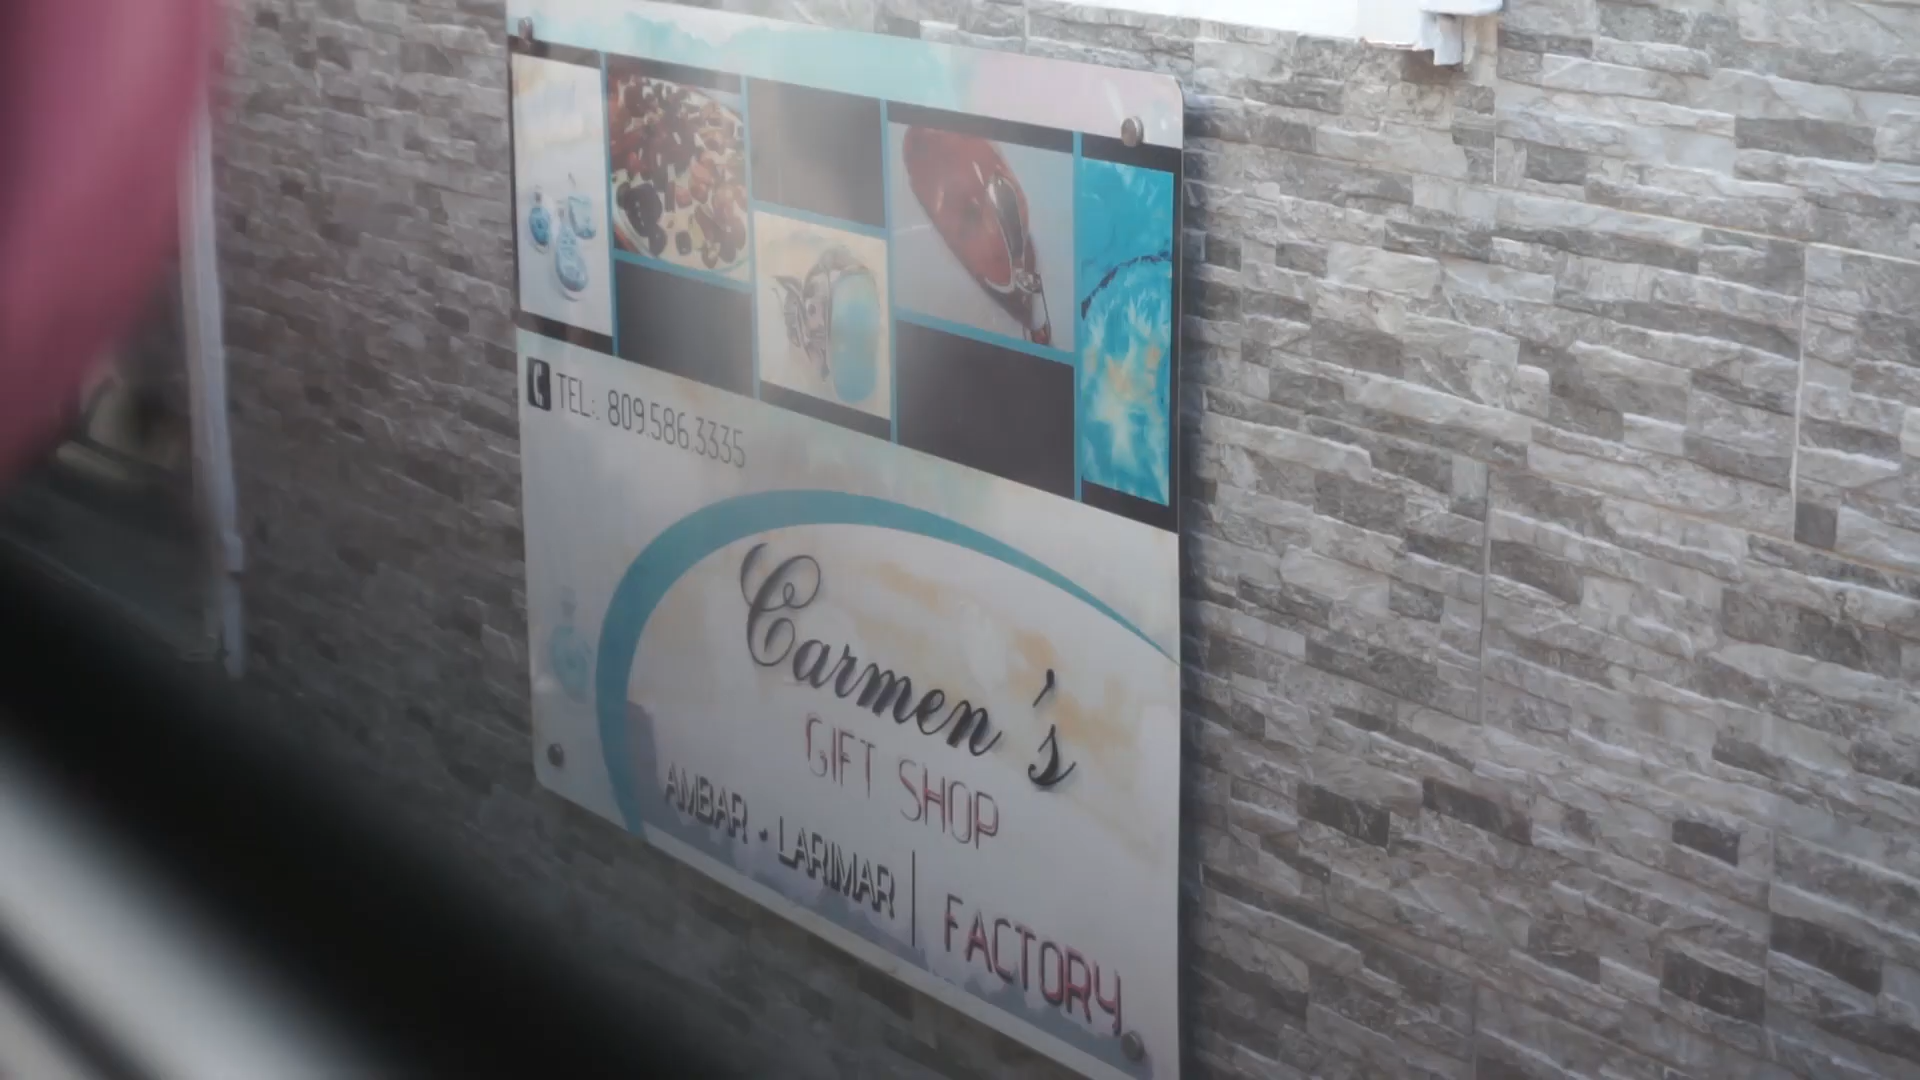 TEL:. 809.586.3335
Carmen's
GIFT SHOP
AMBAR • LARIMAR | FACTORY